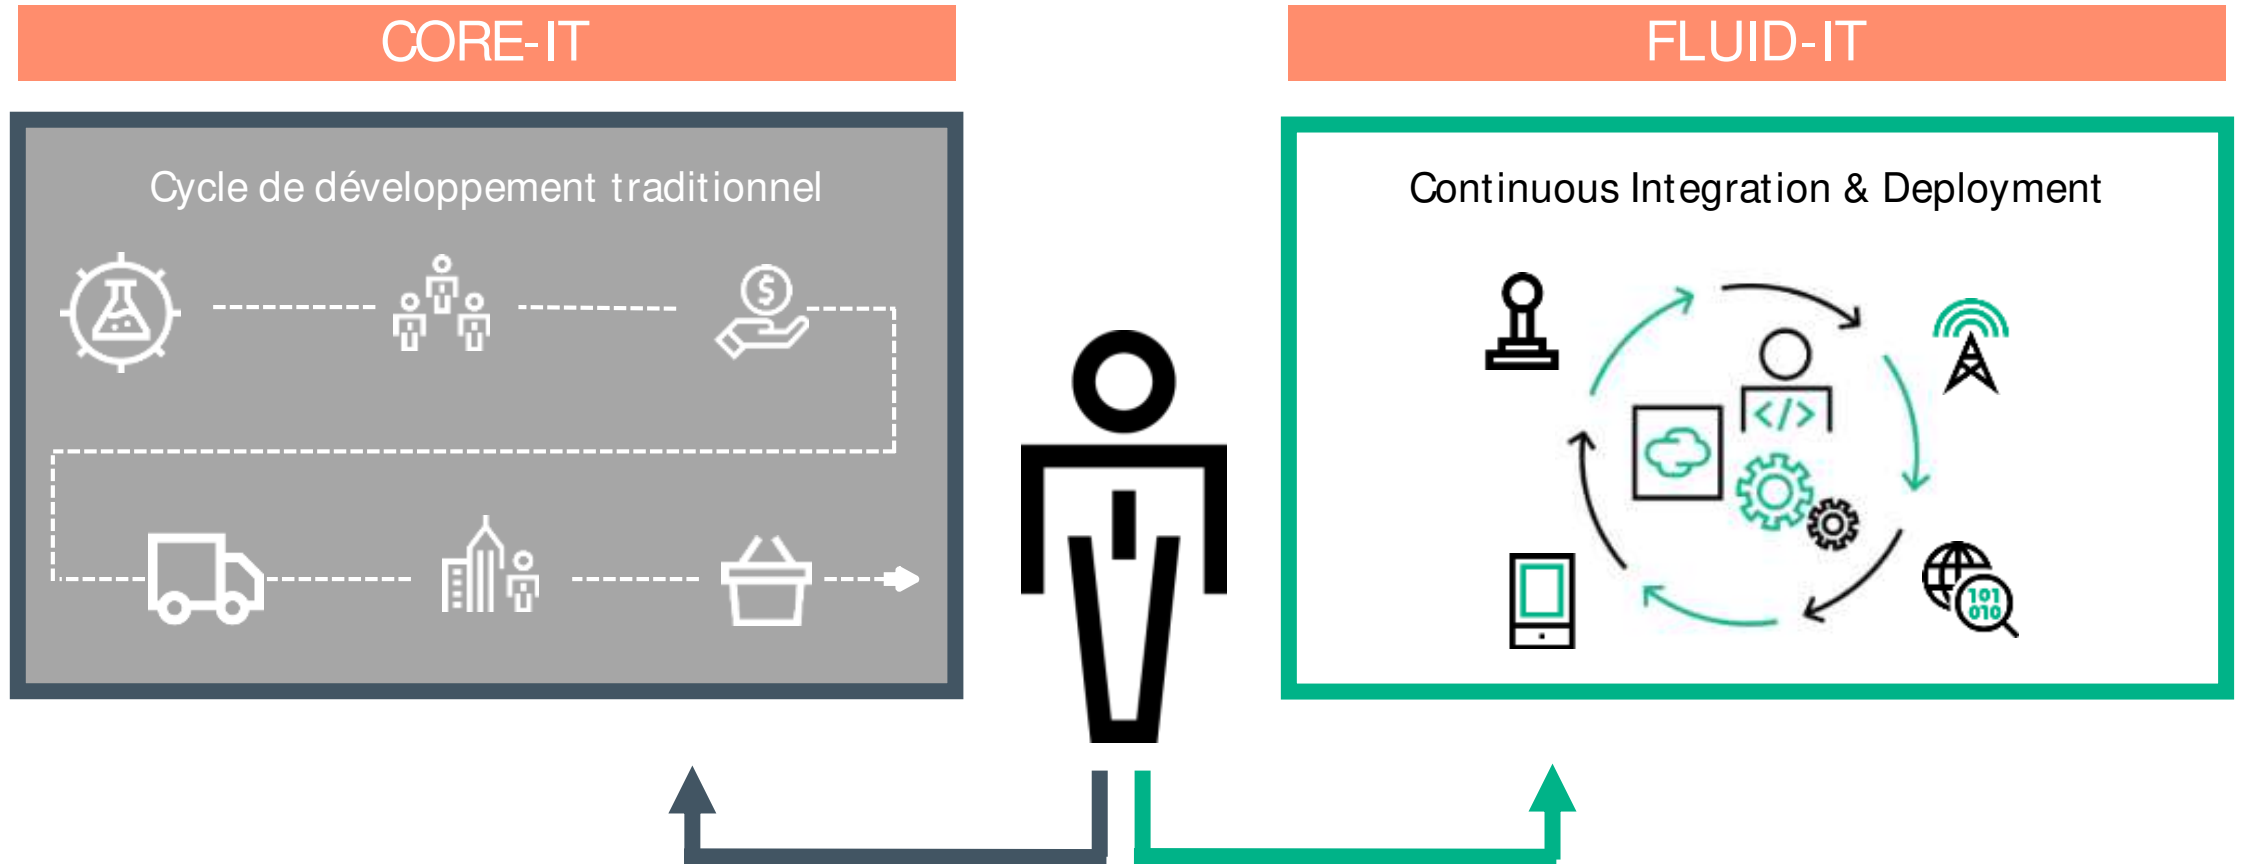 CORE-IT
FLUID-IT
Cycle de développement traditionnel
Continuous Integration & Deployment
$
</>
101
010